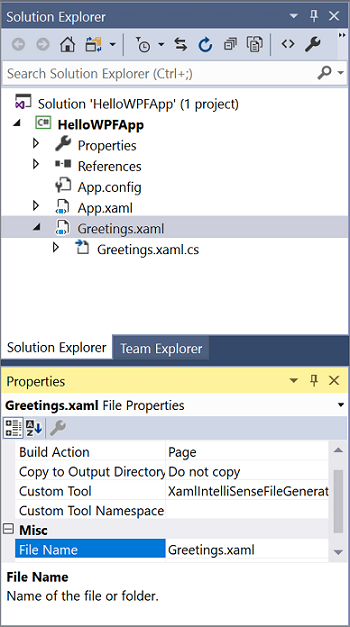 Solution Explorer
Search Solution Explorer (Ctrl+;)
Solution 'HelloWPFApp' (1 project)
C# HelloWPFApp
Properties
References
App.config
App.xaml
Greetings.xaml
Greetings.xaml.cs
Solution Explorer Team Explorer
Properties
Greetings.xaml File Properties
Build Action Page
Copy to Output Directory Do not copy
Custom Tool XamlIntelliSenseFileGenerat
Custom Tool Namespace
Misc
File Name Greetings.xaml
File Name
Name of the file or folder.